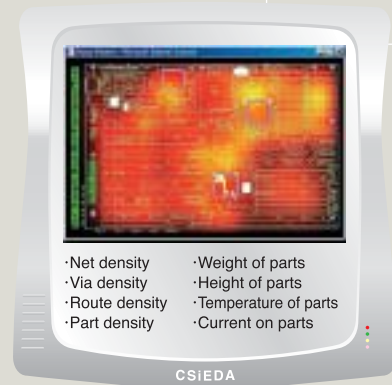 ·Net density
·Via density
·Route density
·Part density
·Weight of parts
·Height of parts
·Temperature of parts
·Current on parts
CSiEDA